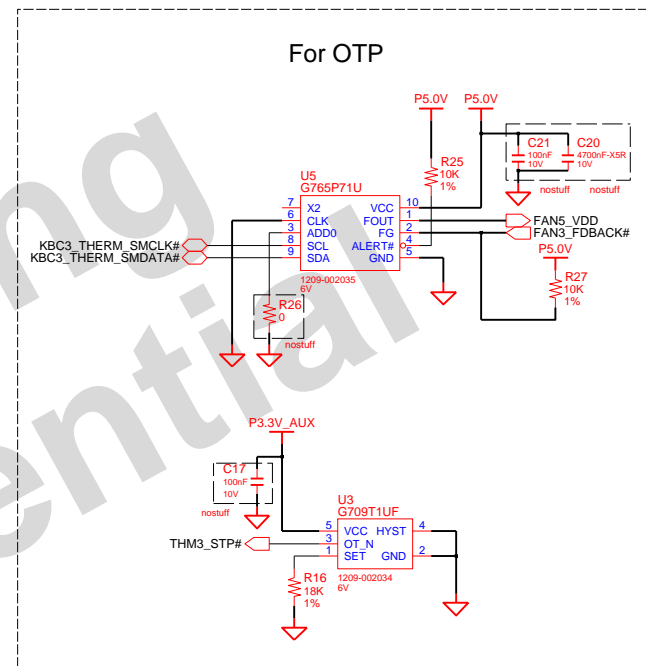 For OTP
P5.0V
P5.0V
C21
100nF
10V
C20
4700nF-X5R
10V
nostuff
nostuff
R25
10K
1%
U5
G765P71U
7 X2
6 CLK
3 ADD0
8 SCL
9 SDA
VCC 10
FOUT 1
FG 2
ALERT# 4
GND 5
1209-002035
6V
KBC3_THERM_SMCLK#
KBC3_THERM_SMDATA#
FAN5_VDD
FAN3_FDBACK#
P5.0V
R27
10K
1%
R26
0
nostuff
P3.3V_AUX
C17
100nF
10V
nostuff
U3
G709T1UF
5 VCC HYST 4
3 OT_N
1 SET GND 2
THM3_STP#
1209-002034
6V
R16
18K
1%
ng
ential